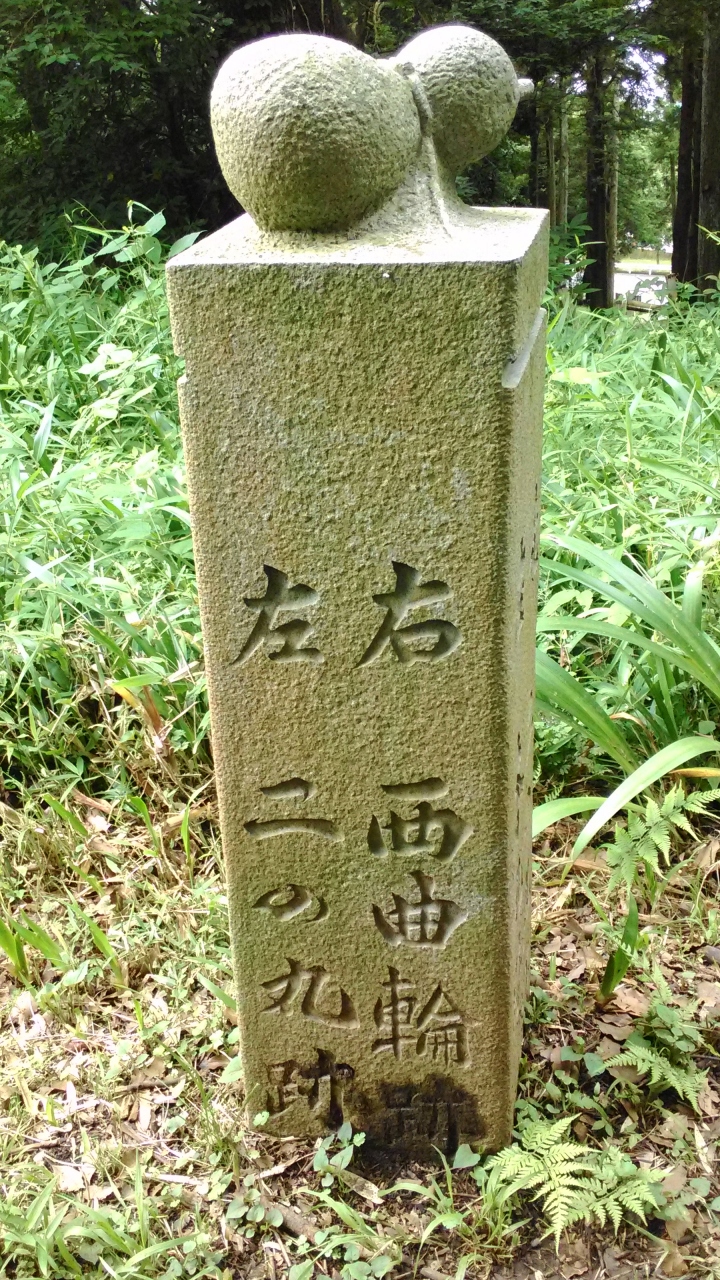 右 西曲輪跡
左 二の丸跡